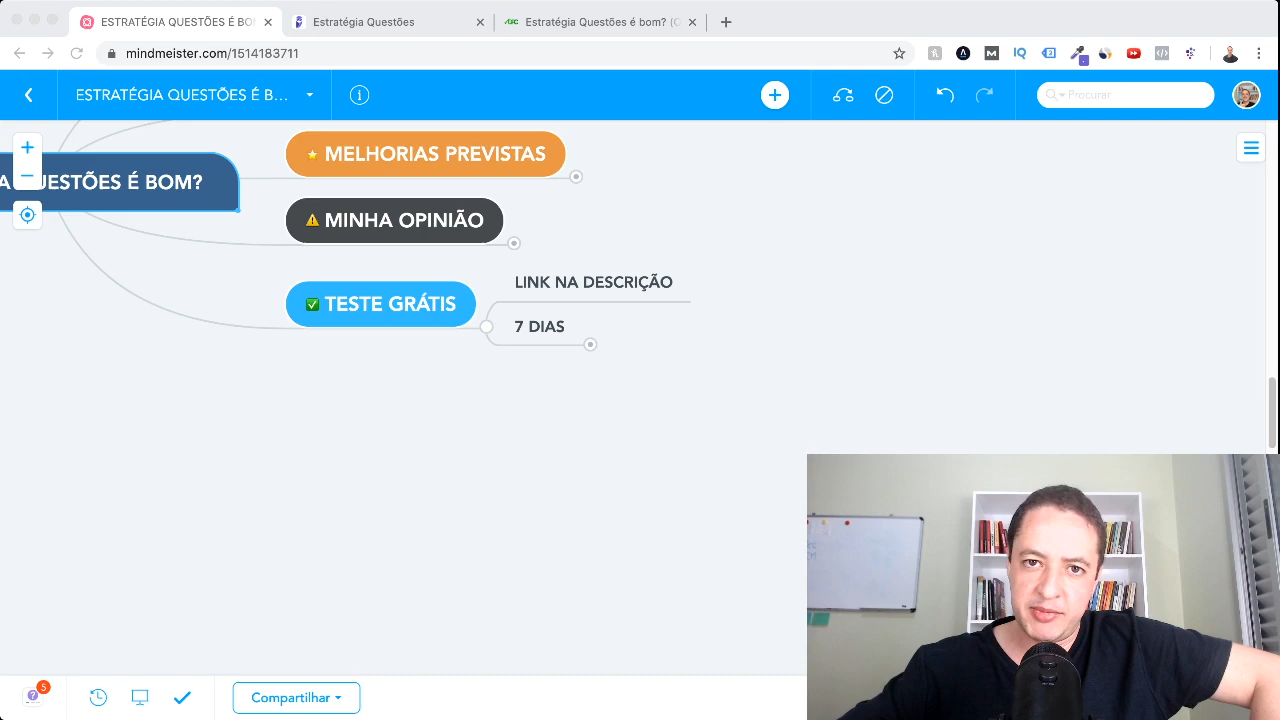 ESTRATÉGIA QUESTÕES É BO
Estratégia Questões
Estratégia Questões é bom? (
mindmeister.com/1514183711
ESTRATÉGIA QUESTÕES É B...
Procurar
MELHORIAS PREVISTAS
QUESTÕES É BOM?
MINHA OPINIÃO
LINK NA DESCRIÇÃO
TESTE GRÁTIS
7 DIAS
5
Compartilhar